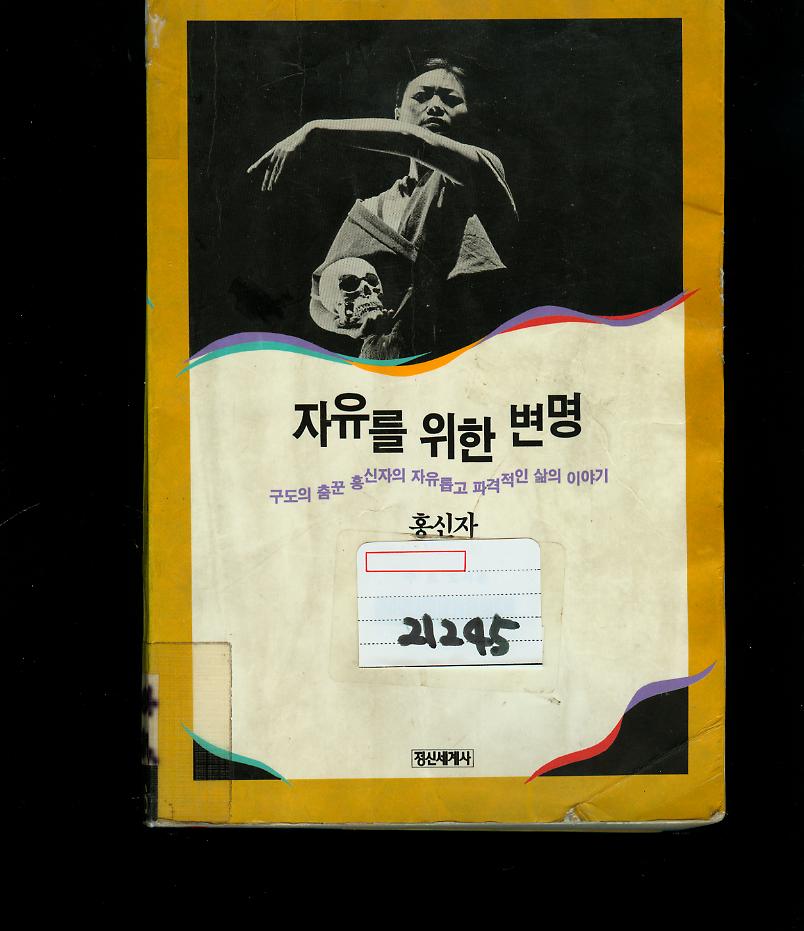 자유를 위한 변명
구도의 춤꾼 홍신자의 자유롭고 파격적인 삶의 이야기
홍신자
21245
정신세계사